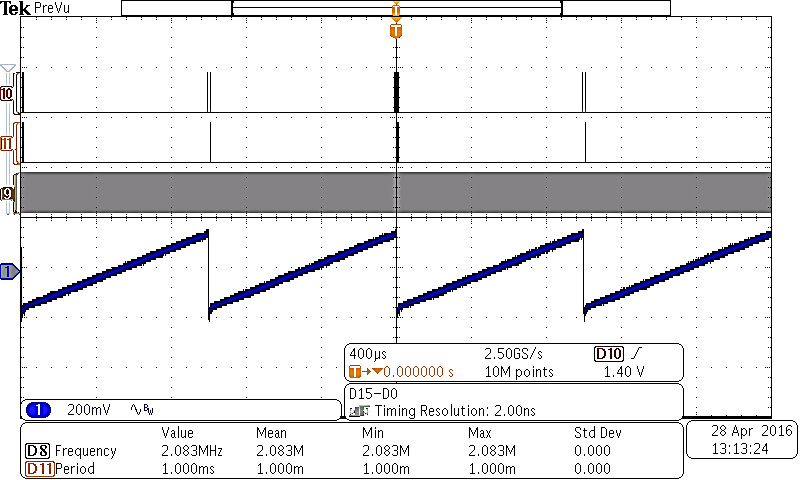 Tek PreVu
T
T
10
11
9
1
400µs 2.50GS/s D10
T 0.000000 s 10M points 1.40 V
D15-D0
Timing Resolution: 2.00ns
1 200mV BW
Value Mean Min Max Std Dev
D8 Frequency 2.083MHz 2.083M 2.083M 2.083M 0.000
D11 Period 1.000ms 1.000m 1.000m 1.000m 0.000
28 Apr 2016
13:13:24